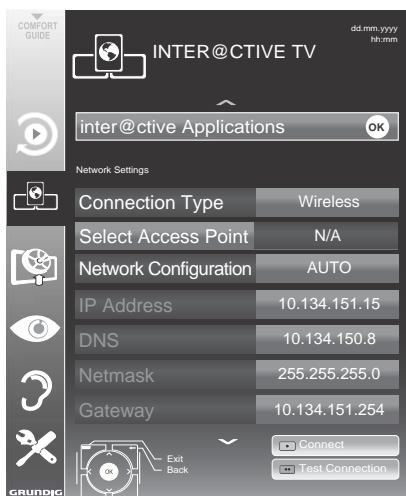 COMFORT
GUIDE
INTER@CTIVE TV
dd.mm.yyyy
hh:mm
inter@ctive Applications OK
Network Settings
Connection Type Wireless
Select Access Point N/A
Network Configuration AUTO
IP Address 10.134.151.15
DNS 10.134.150.8
Netmask 255.255.255.0
Gateway 10.134.151.254
OK
Exit
Back
Connect
Test Connection
GRUNDIG